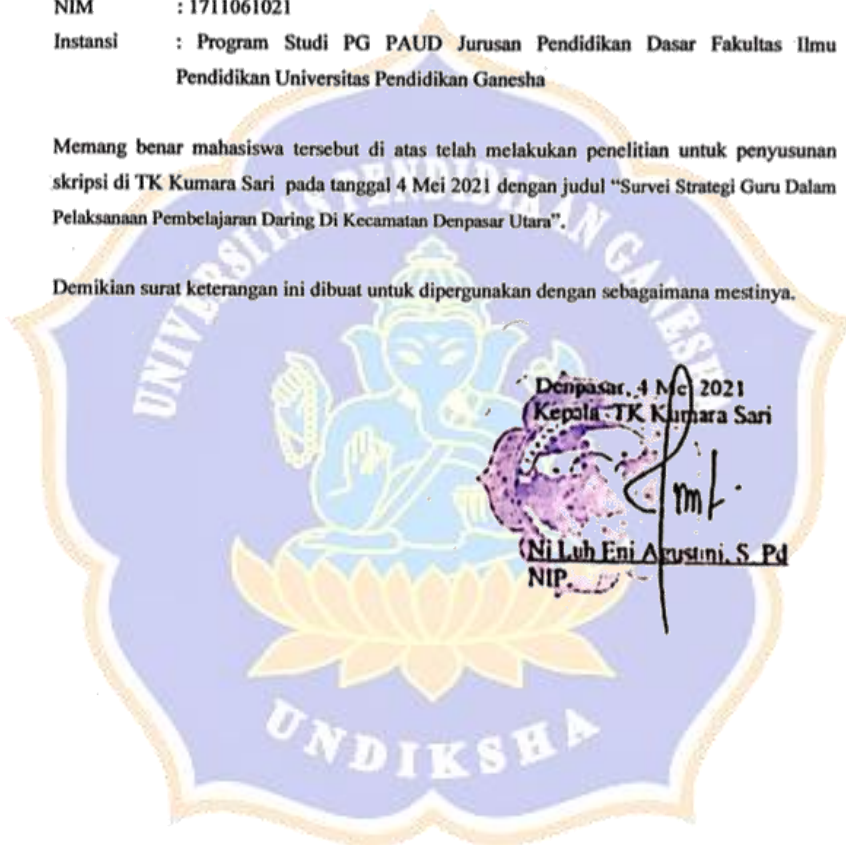 NIM : 1711061021
Instansi : Program Studi PG PAUD Jurusan Pendidikan Dasar Fakultas Ilmu
Pendidikan Universitas Pendidikan Ganesha
Memang benar mahasiswa tersebut di atas telah melakukan penelitian untuk penyusunan
skripsi di TK Kumara Sari pada tanggal 4 Mei 2021 dengan judul “Survei Strategi Guru Dalam
Pelaksanaan Pembelajaran Daring Di Kecamatan Denpasar Utara”.
Demikian surat keterangan ini dibuat untuk dipergunakan dengan sebagaimana mestinya.
Denpasar, 4 Mei 2021
Kepala TK Kumara Sari
Ni Luh Eni Agustini, S. Pd
NIP.
UNIVERSITAS PENDIDIKAN GANESHA
UNDIKSHA